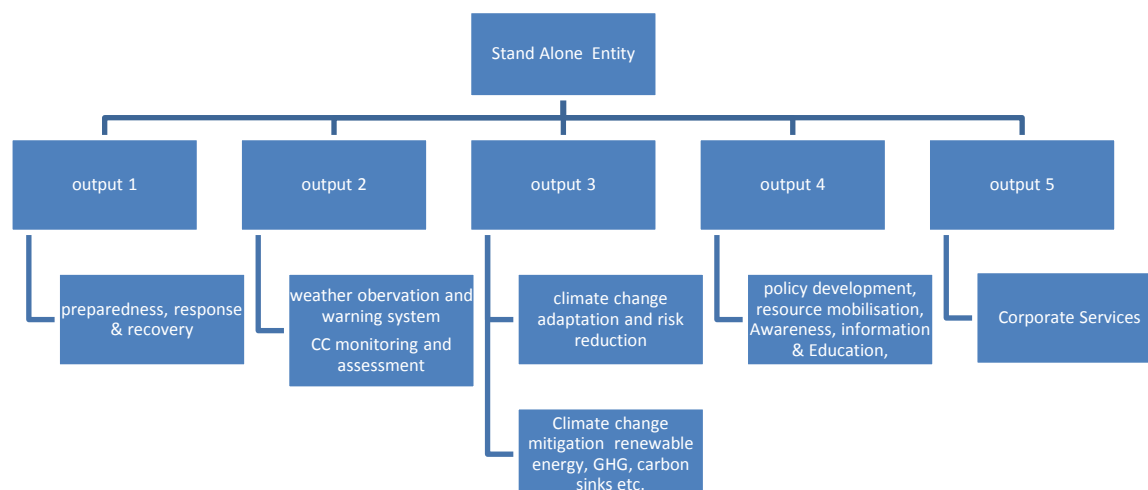 Stand Alone Entity
output 1
output 2
output 3
output 4
output 5
preparedness, response
& recovery
weather obervation and
warning system
CC monitoring and
assessment
climate change
adaptation and risk
reduction
policy development,
resource mobilisation,
Awareness, information
& Education,
Corporate Services
Climate change
mitigation renewable
energy, GHG, carbon
sinks etc.